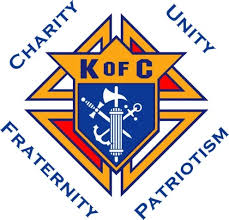 CHARITY
UNITY
K OF C
FRATERNITY
PATRIOTISM